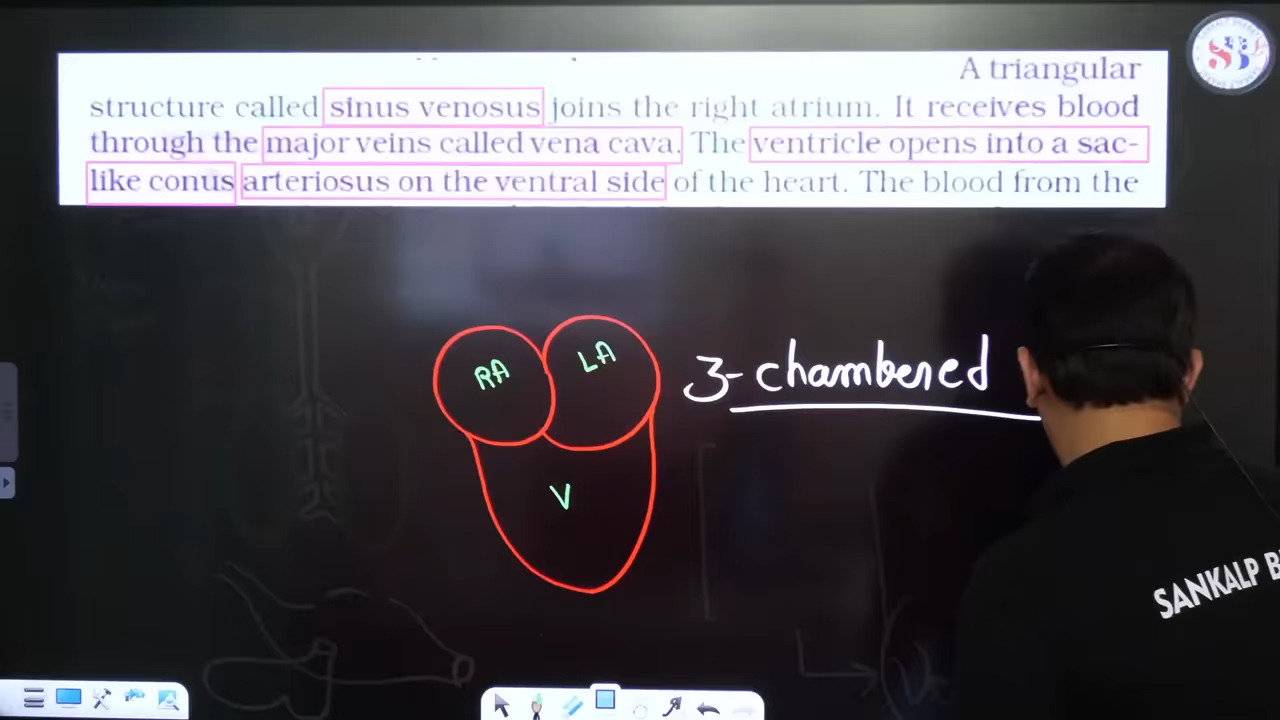 A triangular
structure called sinus venosus joins the right atrium. It receives blood
through the major veins called vena cava. The ventricle opens into a sac-
like conus arteriosus on the ventral side of the heart. The blood from the
RA
LA
3-chambered
V
SANKALP B